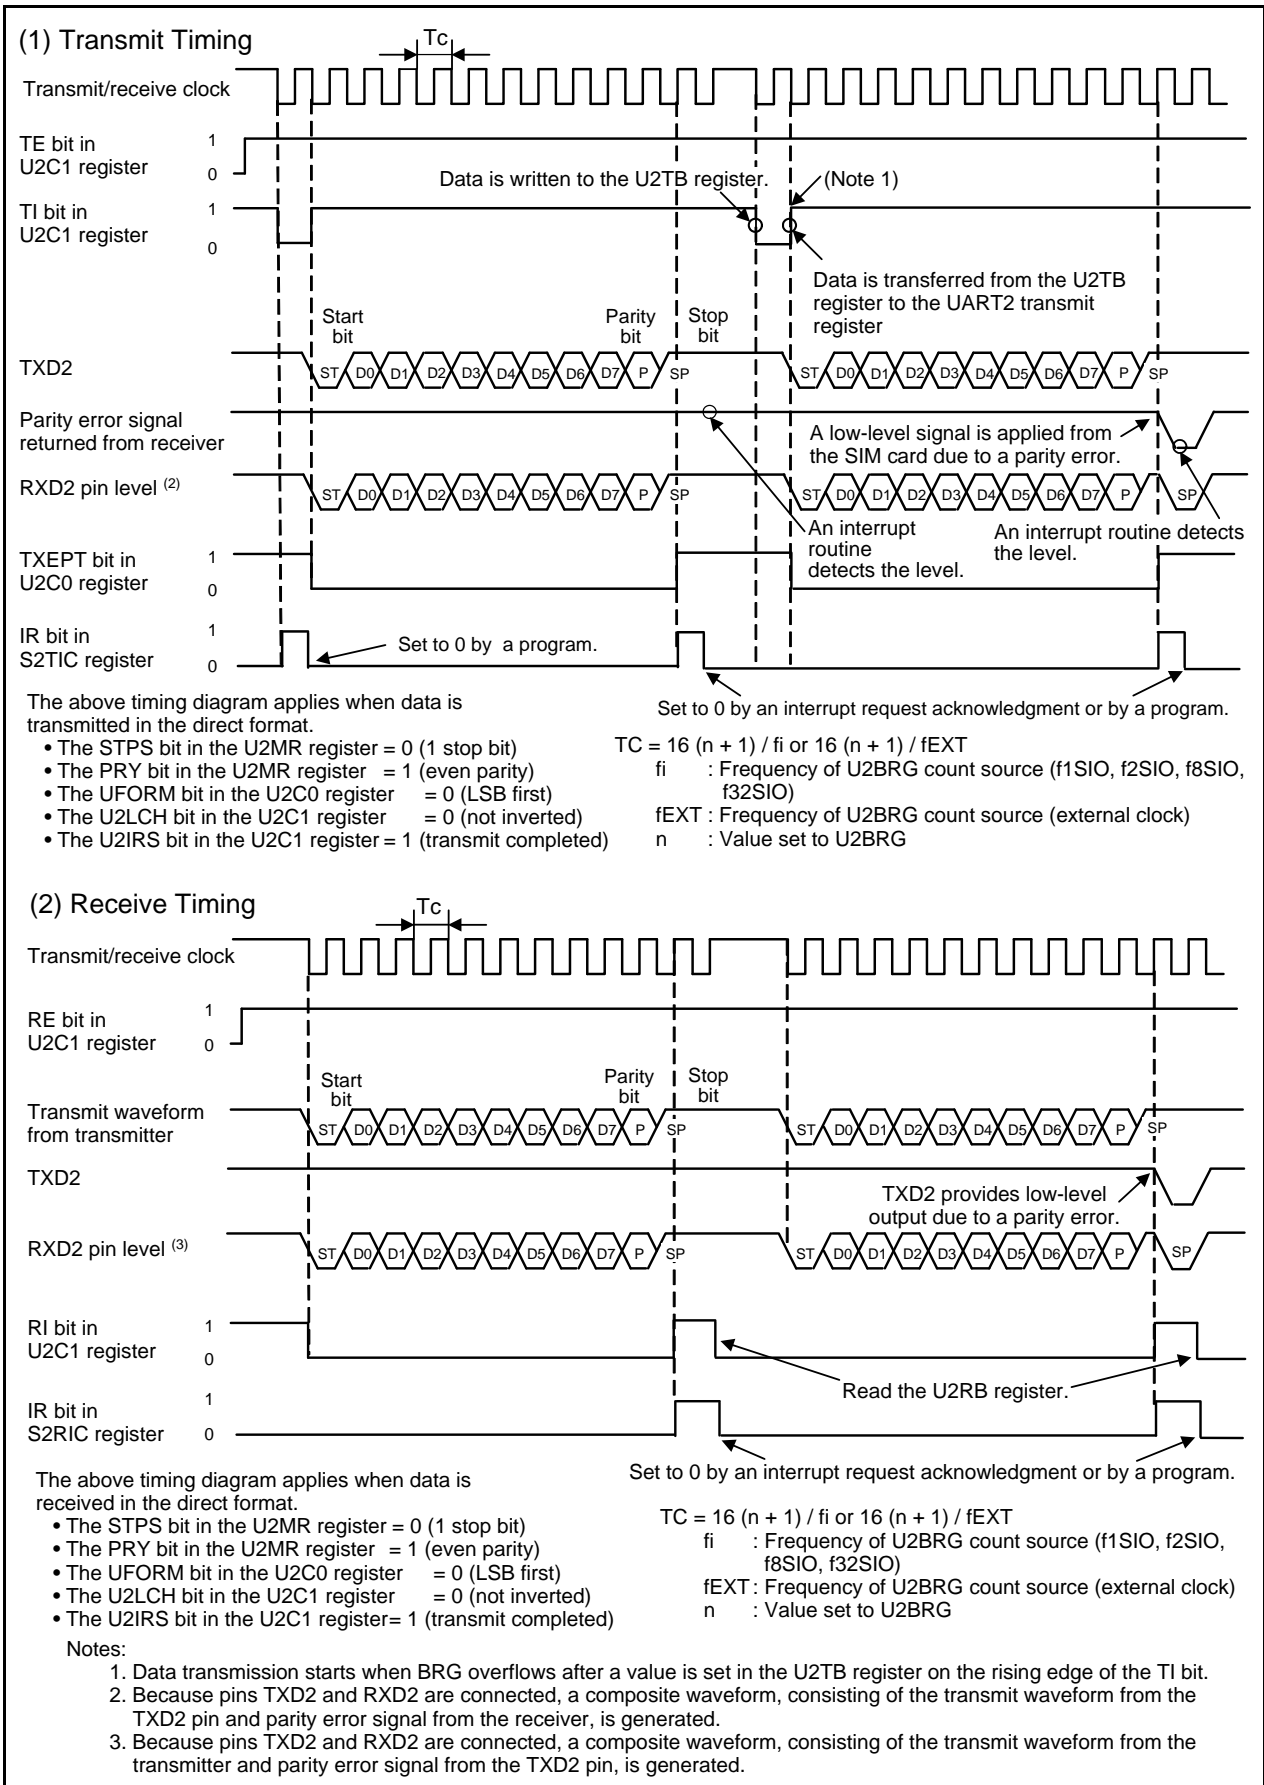 (1) Transmit Timing
Tc
Transmit/receive clock
TE bit in
U2C1 register
1
0
Data is written to the U2TB register.
(Note 1)
TI bit in
U2C1 register
1
0
Data is transferred from the U2TB
register to the UART2 transmit
register
Start
bit
Parity
bit
Stop
bit
TXD2
ST D0 D1 D2 D3 D4 D5 D6 D7 P SP
ST D0 D1 D2 D3 D4 D5 D6 D7 P SP
Parity error signal
returned from receiver
A low-level signal is applied from
the SIM card due to a parity error.
RXD2 pin level (2)
ST D0 D1 D2 D3 D4 D5 D6 D7 P SP
ST D0 D1 D2 D3 D4 D5 D6 D7 P SP
An interrupt
routine
detects the level.
An interrupt routine detects
the level.
TXEPT bit in
U2C0 register
1
0
IR bit in
S2TIC register
1
0
Set to 0 by a program.
Set to 0 by an interrupt request acknowledgment or by a program.
The above timing diagram applies when data is
transmitted in the direct format.
• The STPS bit in the U2MR register = 0 (1 stop bit)
• The PRY bit in the U2MR register = 1 (even parity)
• The UFORM bit in the U2C0 register = 0 (LSB first)
• The U2LCH bit in the U2C1 register = 0 (not inverted)
• The U2IRS bit in the U2C1 register = 1 (transmit completed)
TC = 16 (n + 1) / fi or 16 (n + 1) / fEXT
fi : Frequency of U2BRG count source (f1SIO, f2SIO, f8SIO,
f32SIO)
fEXT : Frequency of U2BRG count source (external clock)
n : Value set to U2BRG
(2) Receive Timing
Tc
Transmit/receive clock
RE bit in
U2C1 register
1
0
Start
bit
Parity
bit
Stop
bit
Transmit waveform
from transmitter
ST D0 D1 D2 D3 D4 D5 D6 D7 P SP
ST D0 D1 D2 D3 D4 D5 D6 D7 P SP
TXD2
TXD2 provides low-level
output due to a parity error.
RXD2 pin level (3)
ST D0 D1 D2 D3 D4 D5 D6 D7 P SP
ST D0 D1 D2 D3 D4 D5 D6 D7 P SP
RI bit in
U2C1 register
1
0
Read the U2RB register.
IR bit in
S2RIC register
1
0
Set to 0 by an interrupt request acknowledgment or by a program.
The above timing diagram applies when data is
received in the direct format.
• The STPS bit in the U2MR register = 0 (1 stop bit)
• The PRY bit in the U2MR register = 1 (even parity)
• The UFORM bit in the U2C0 register = 0 (LSB first)
• The U2LCH bit in the U2C1 register = 0 (not inverted)
• The U2IRS bit in the U2C1 register= 1 (transmit completed)
TC = 16 (n + 1) / fi or 16 (n + 1) / fEXT
fi : Frequency of U2BRG count source (f1SIO, f2SIO,
f8SIO, f32SIO)
fEXT : Frequency of U2BRG count source (external clock)
n : Value set to U2BRG
Notes:
1. Data transmission starts when BRG overflows after a value is set in the U2TB register on the rising edge of the TI bit.
2. Because pins TXD2 and RXD2 are connected, a composite waveform, consisting of the transmit waveform from the
TXD2 pin and parity error signal from the receiver, is generated.
3. Because pins TXD2 and RXD2 are connected, a composite waveform, consisting of the transmit waveform from the
transmitter and parity error signal from the TXD2 pin, is generated.